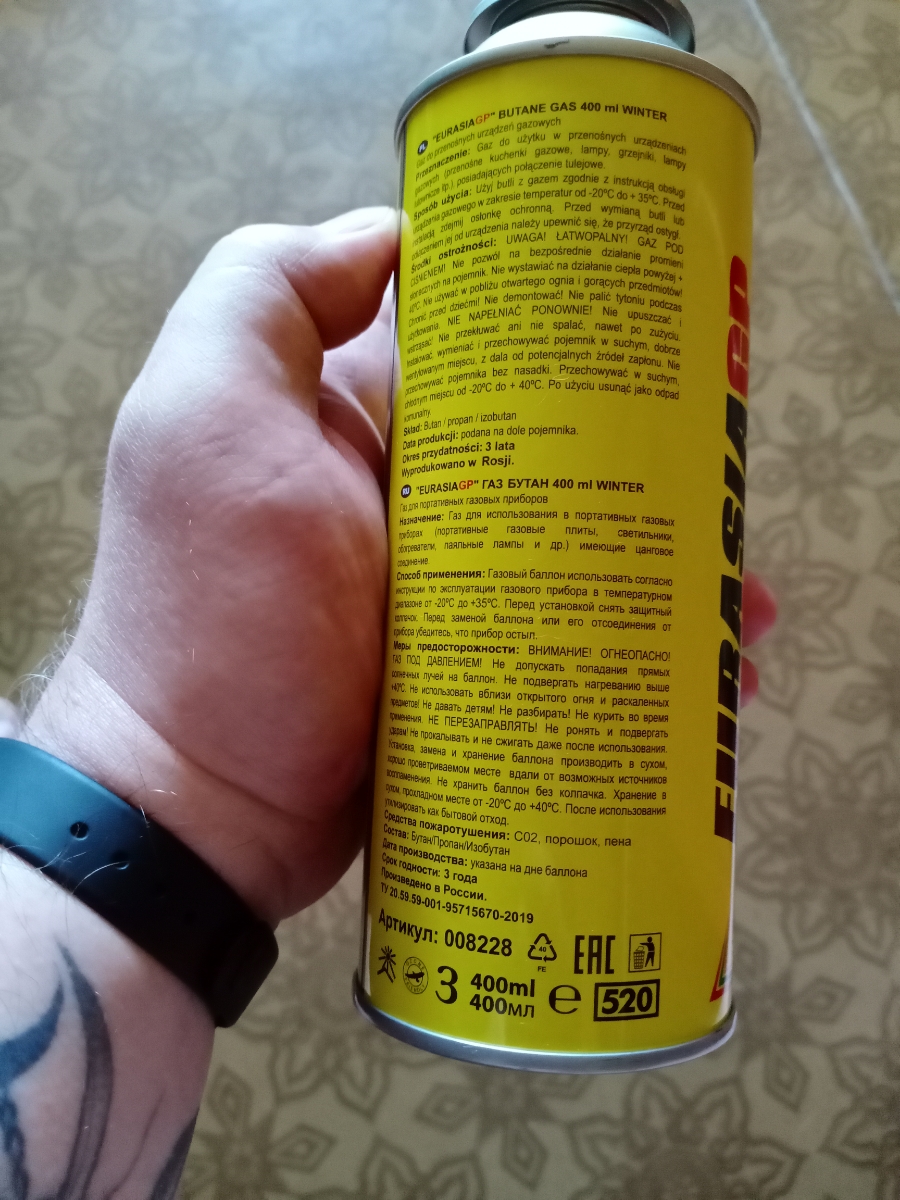 PL "EURASIAGP" BUTANE GAS 400 ml WINTER
Gaz do przenośnych urządzeń gazowych
Przeznaczenie: Gaz do użytku w przenośnych urządzeniach
gazowych (przenośne kuchenki gazowe, lampy, grzejniki, lampy
lutownicze itp.) posiadających połączenie tulejowe.
Sposób użycia: Użyj butli z gazem zgodnie z instrukcją obsługi
urządzenia gazowego w zakresie temperatur od -20ºC do + 35ºC. Przed
instalacją zdejmij osłonkę ochronną. Przed wymianą butli lub
odłączeniem jej od urządzenia należy upewnić się, że przyrząd ostygł.
Środki ostrożności: UWAGA! ŁATWOPALNY! GAZ POD
CIŚNIENIEM! Nie pozwól na bezpośrednie działanie promieni
słonecznych na pojemnik. Nie wystawiać na działanie ciepła powyżej +
40ºC. Nie używać w pobliżu otwartego ognia i gorących przedmiotów!
Chronić przed dziećmi! Nie demontować! Nie palić tytoniu podczas
użytkowania. NIE NAPEŁNIAĆ PONOWNIE! Nie upuszczać i
wstrząsać! Nie przekłuwać ani nie spalać, nawet po zużyciu.
Instalować, wymieniać i przechowywać pojemnik w suchym, dobrze
wentylowanym miejscu, z dala od potencjalnych źródeł zapłonu. Nie
przechowywać pojemnika bez nasadki. Przechowywać w suchym,
chłodnym miejscu od -20ºC do + 40ºC. Po użyciu usunąć jako odpad
komunalny.
Skład: Butan / propan / izobutan
Data produkcji: podana na dole pojemnika.
Okres przydatności: 3 lata
Wyprodukowano w Rosji.
RU "EURASIAGP" ГАЗ БУТАН 400 ml WINTER
Газ для портативных газовых приборов
Назначение: Газ для использования в портативных газовых
приборах (портативные газовые плиты, светильники,
обогреватели, паяльные лампы и др.) имеющие цанговое
соединение.
Способ применения: Газовый баллон использовать согласно
инструкции по эксплуатации газового прибора в температурном
диапазоне от -20ºC до +35ºC. Перед установкой снять защитный
колпачок. Перед заменой баллона или его отсоединения от
прибора убедитесь, что прибор остыл.
Меры предосторожности: ВНИМАНИЕ! ОГНЕОПАСНО!
ГАЗ ПОД ДАВЛЕНИЕМ! Не допускать попадания прямых
солнечных лучей на баллон. Не подвергать нагреванию выше
+40ºC. Не использовать вблизи открытого огня и раскаленных
предметов! Не давать детям! Не разбирать! Не курить во время
применения. НЕ ПЕРЕЗАПРАВЛЯТЬ! Не ронять и подвергать
ударам! Не прокалывать и не сжигать даже после использования.
Установка, замена и хранение баллона производить в сухом,
хорошо проветриваемом месте вдали от возможных источников
воспламенения. Не хранить баллон без колпачка. Хранение в
сухом, прохладном месте от -20ºC до +40ºC. После использования
утилизировать как бытовой отход.
Средства пожаротушения: CO2, порошок, пена
Состав: Бутан/Пропан/Изобутан
Дата производства: указана на дне баллона
Срок годности: 3 года
Произведено в России.
ТУ 20.59.59-001-95715670-2019
Артикул: 008228
40
FE
EAC
3
400ml
400мл
e
520
EURASIAGP